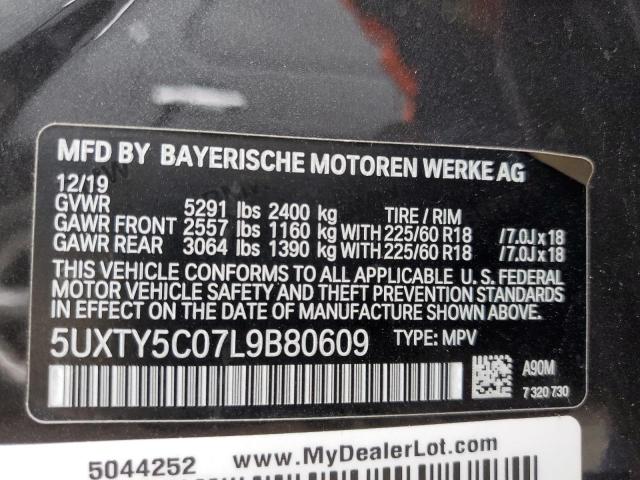 MFD BY BAYERISCHE MOTOREN WERKE AG
12/19
GVWR 5291 lbs 2400 kg TIRE / RIM
GAWR FRONT 2557 lbs 1160 kg WITH 225/60 R18 /7.0J x 18
GAWR REAR 3064 lbs 1390 kg WITH 225/60 R18 /7.0J x 18
THIS VEHICLE CONFORMS TO ALL APPLICABLE U. S. FEDERAL
MOTOR VEHICLE SAFETY AND THEFT PREVENTION STANDARDS
IN EFFECT ON THE DATE OF MANUFACTURE SHOWN ABOVE.
5UXTY5C07L9B80609 TYPE: MPV
A90M
7 320 730
5044252 www.MyDealerLot.com